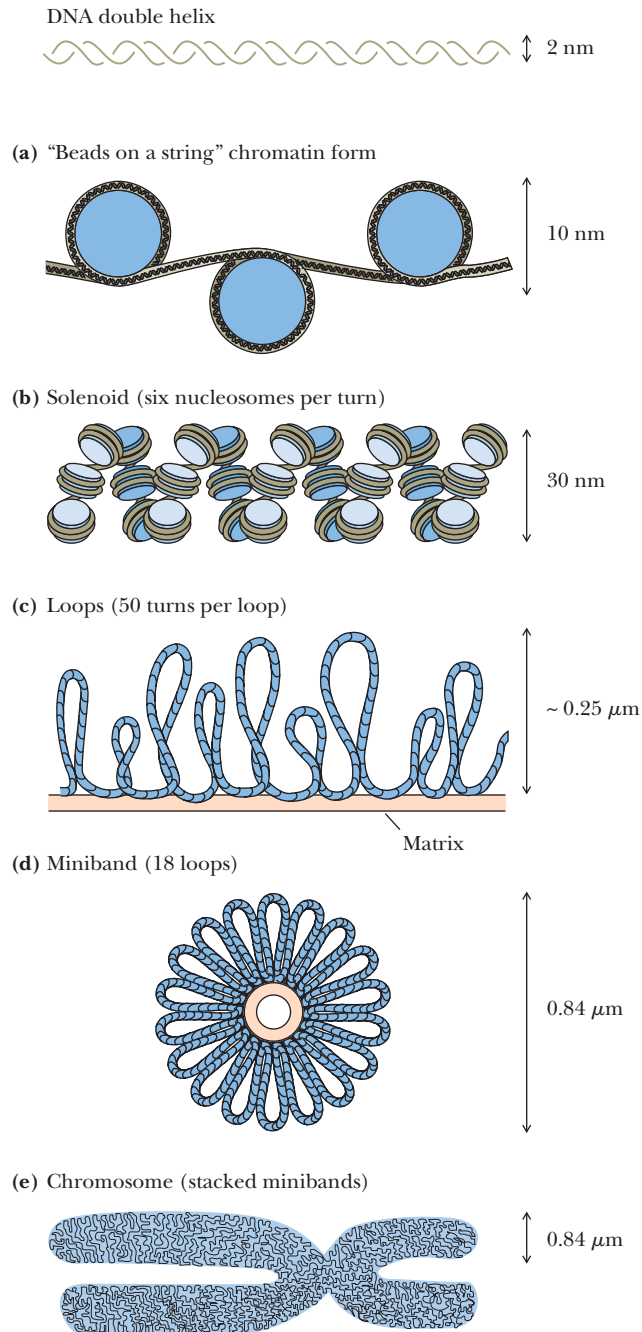 DNA double helix
2 nm
(a) “Beads on a string” chromatin form
10 nm
(b) Solenoid (six nucleosomes per turn)
30 nm
(c) Loops (50 turns per loop)
~ 0.25 μm
Matrix
(d) Miniband (18 loops)
0.84 μm
(e) Chromosome (stacked minibands)
0.84 μm